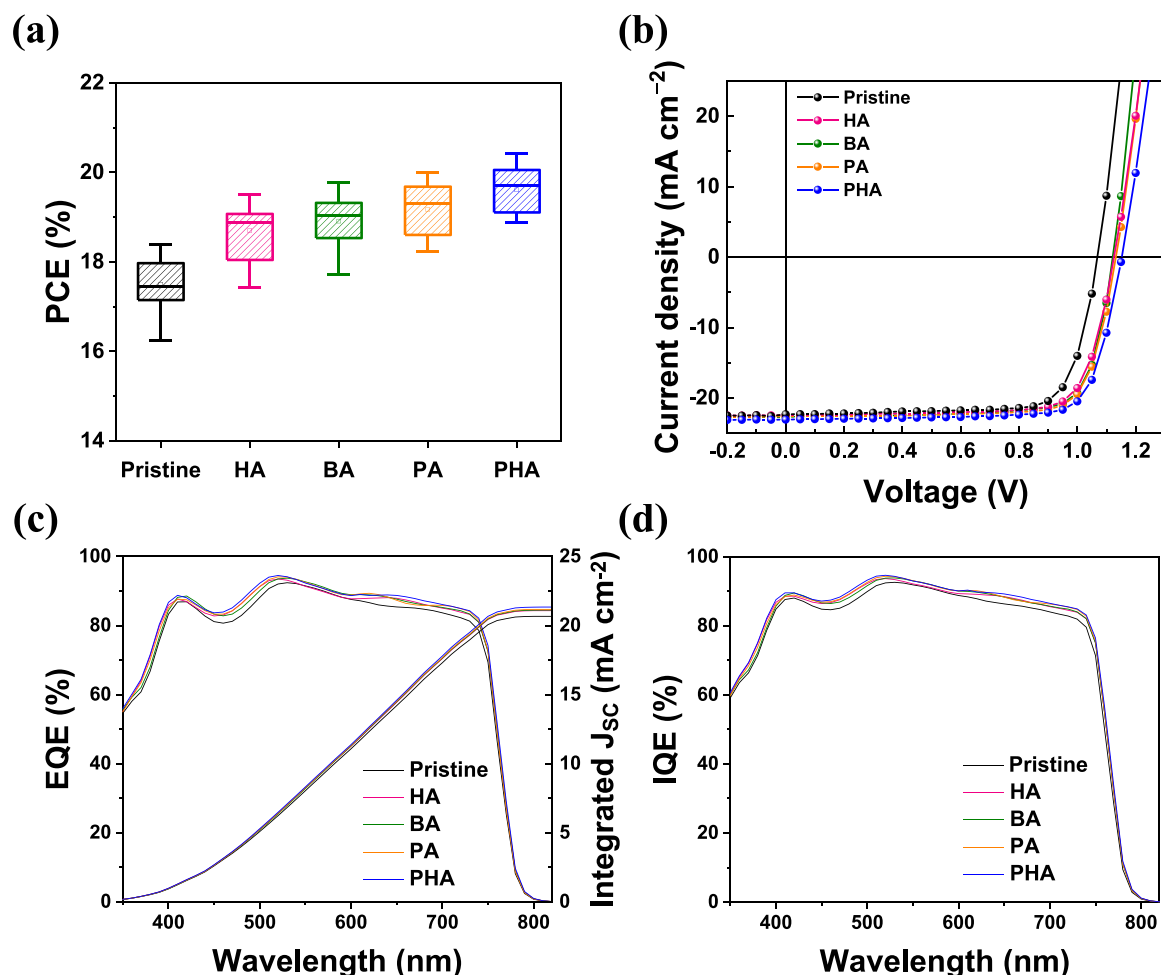 (a)
PCE (%)
22
20
18
16
14
Pristine HA BA PA PHA
(b)
Current density (mA cm−2)
20
10
0
-10
-20
Pristine
HA
BA
PA
PHA
-0.2 0.0 0.2 0.4 0.6 0.8 1.0 1.2
Voltage (V)
(c)
EQE (%)
100
80
60
40
20
0
Pristine
HA
BA
PA
PHA
25
20
15
10
5
0
Integrated JSC (mA cm-2)
400 500 600 700 800
Wavelength (nm)
(d)
IQE (%)
100
80
60
40
20
0
Pristine
HA
BA
PA
PHA
400 500 600 700 800
Wavelength (nm)